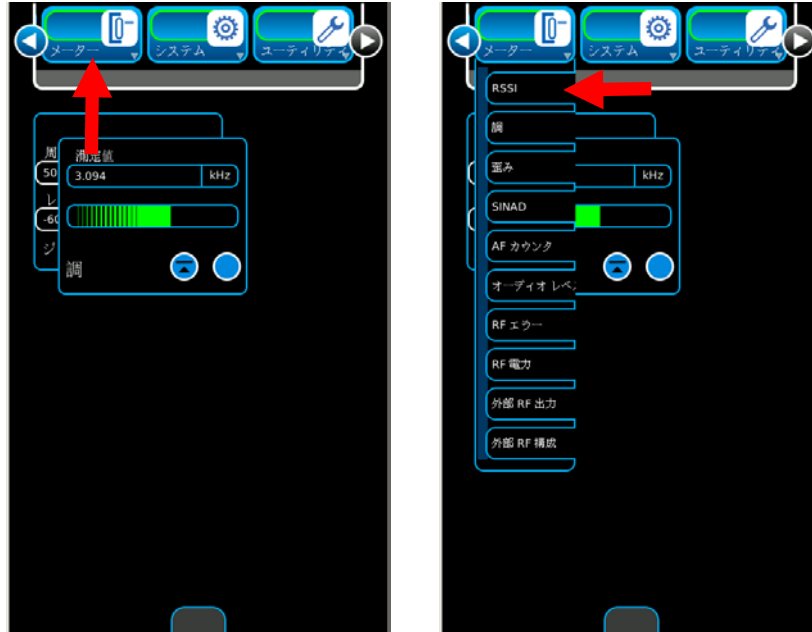 メーター
システム
ユーティリティ
周
測定値
50
3.094
kHz
レ
-60
ジ
調
メーター
システム
ユーティリティ
RSSI
調
歪み
kHz
SINAD
AF カウンタ
オーディオ レベ
RF エラー
RF 電力
外部 RF 出力
外部 RF 構成